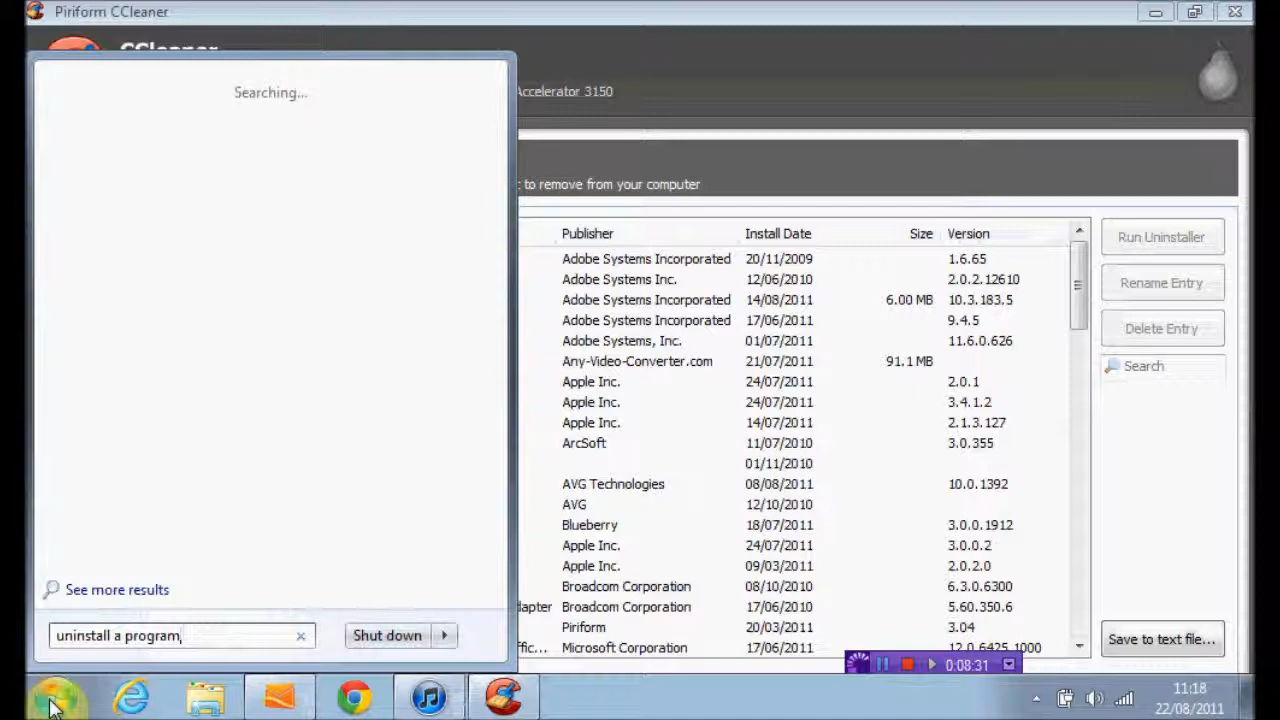 Piriform CCleaner
CCleaner
Searching...
Accelerator 3150
to remove from your computer
Publisher Install Date Size Version
Adobe Systems Incorporated 20/11/2009 1.6.65
Adobe Systems Inc. 12/06/2010 2.0.2.12610
Adobe Systems Incorporated 14/08/2011 6.00 MB 10.3.183.5
Adobe Systems Incorporated 17/06/2011 9.4.5
Adobe Systems, Inc. 01/07/2011 11.6.0.626
Any-Video-Converter.com 21/07/2011 91.1 MB
Apple Inc. 24/07/2011 2.0.1
Apple Inc. 24/07/2011 3.4.1.2
Apple Inc. 14/07/2011 2.1.3.127
ArcSoft 11/07/2010 3.0.355
01/11/2010
AVG Technologies 08/08/2011 10.0.1392
AVG 12/10/2010
Blueberry 18/07/2011 3.0.0.1912
Apple Inc. 24/07/2011 3.0.0.2
Apple Inc. 09/03/2011 2.0.2.0
Broadcom Corporation 08/10/2010 6.3.0.6300
dapter Broadcom Corporation 17/06/2010 5.60.350.6
Piriform 20/03/2011 3.04
ffic... Microsoft Corporation 17/06/2011 12.0.6425.1000
Run Uninstaller
Rename Entry
Delete Entry
Search
Save to text file...
See more results
uninstall a program
Shut down
0:08:31
11:18
22/08/2011